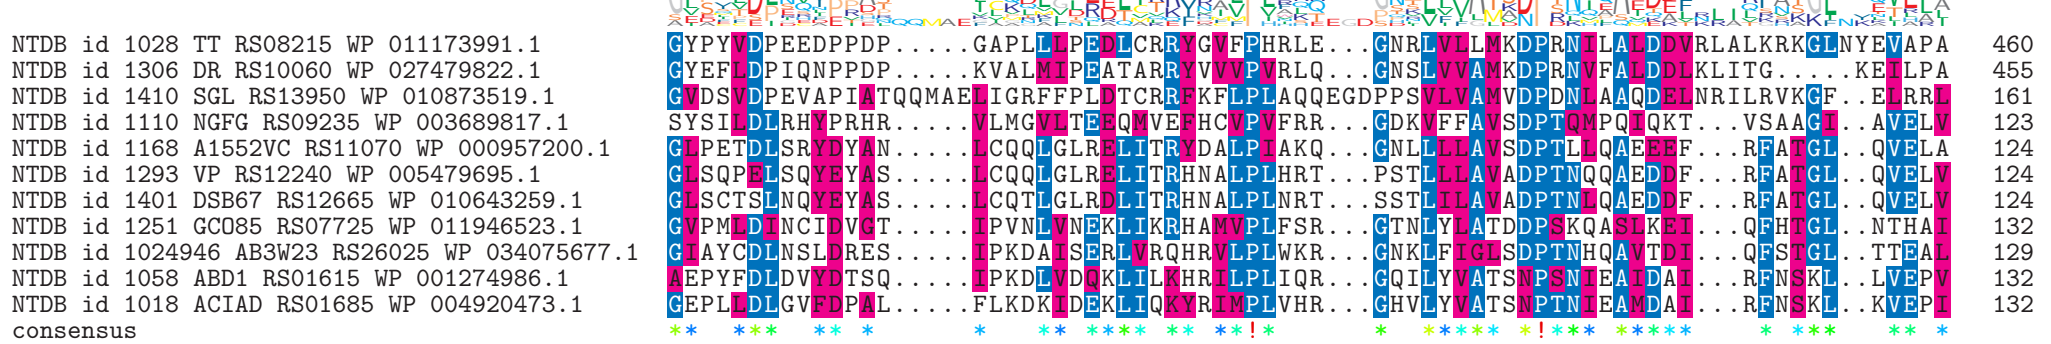 NTDB id 1028 TT RS08215 WP 011173991.1 GYPYVDPEEDPPDP.....GAPLLLPEDLCRRYGVFPHRLE...GNRLVLLMKDPRNILALDDVRLALKRKGLNYEVAPA 460
NTDB id 1306 DR RS10060 WP 027479822.1 GYEFLDPIQNPPDP.....KVALMIPEATARRYVVVPVRLQ...GNSLVVAMKDPRNVFALDDLKLITG.....KEILPA 455
NTDB id 1410 SGL RS13950 WP 010873519.1 GVDSVDPEVAPIATQQMAELIGRFFPLDTCRRFKFLPLAQQEGDPPSVLVAMVDPDNLAAQDELNRILRVKGF..ELRRL 161
NTDB id 1110 NGFG RS09235 WP 003689817.1 SYSILDLRHYPRHR.....VLMGVLTEEQMVEFHCVPVFRR...GDKVFFAVSDPTQMPQIQKT...VSAAGI..AVELV 123
NTDB id 1168 A1552VC RS11070 WP 000957200.1 GLPETDLSRYDYAN.....LCQQLGLRELITRYDALPIAKQ...GNLLLLAVSDPTLLQAEEEF...RFATGL..QVELA 124
NTDB id 1293 VP RS12240 WP 005479695.1 GLSQPELSQYEYAS.....LCQQLGLRELITRHNALPLHRT...PSTLLLAVADPTNQQAEDDF...RFATGL..QVELV 124
NTDB id 1401 DSB67 RS12665 WP 010643259.1 GLSCTSLNQYEYAS.....LCQTLGLRDLITRHNALPLNRT...SSTLILAVADPTNLQAEDDF...RFATGL..QVELV 124
NTDB id 1251 GCO85 RS07725 WP 011946523.1 GVPMLDINCIDVGT.....IPVNLVNEKLIKRHAMVPLFSR...GTNLYLATDDPSKQASLKEI...QFHTGL..NTHAI 132
NTDB id 1024946 AB3W23 RS26025 WP 034075677.1 GIAYCDLNSLDRES.....IPKDAISERLVRQHRVLPLWKR...GNKLFIGLSDPTNHQAVTDI...QFSTGL..TTEAL 129
NTDB id 1058 ABD1 RS01615 WP 001274986.1 AEPYFDLDVYDTSQ.....IPKDLVDQKLILKHRILPLIQR...GQILYVATSNPSNIEAIDAI...RFNSKL..LVEPV 132
NTDB id 1018 ACIAD RS01685 WP 004920473.1 GEPLLDLGVFDPAL.....FLKDKIDEKLIQKYRIMPLVHR...GHVLYVATSNPTNIEAMDAI...RFNSKL..KVEPI 132
consensus ** *** ** * * ** **** ** **!* * ***** *!*** ***** * *** ** *